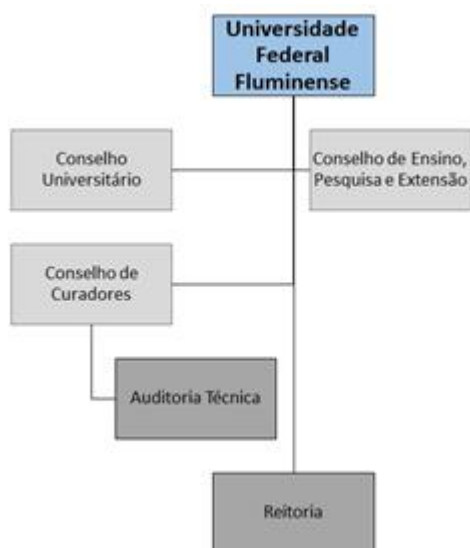 Universidade
Federal
Fluminense
Conselho
Universitário
Conselho de Ensino,
Pesquisa e Extensão
Conselho de
Curadores
Auditoria Técnica
Reitoria